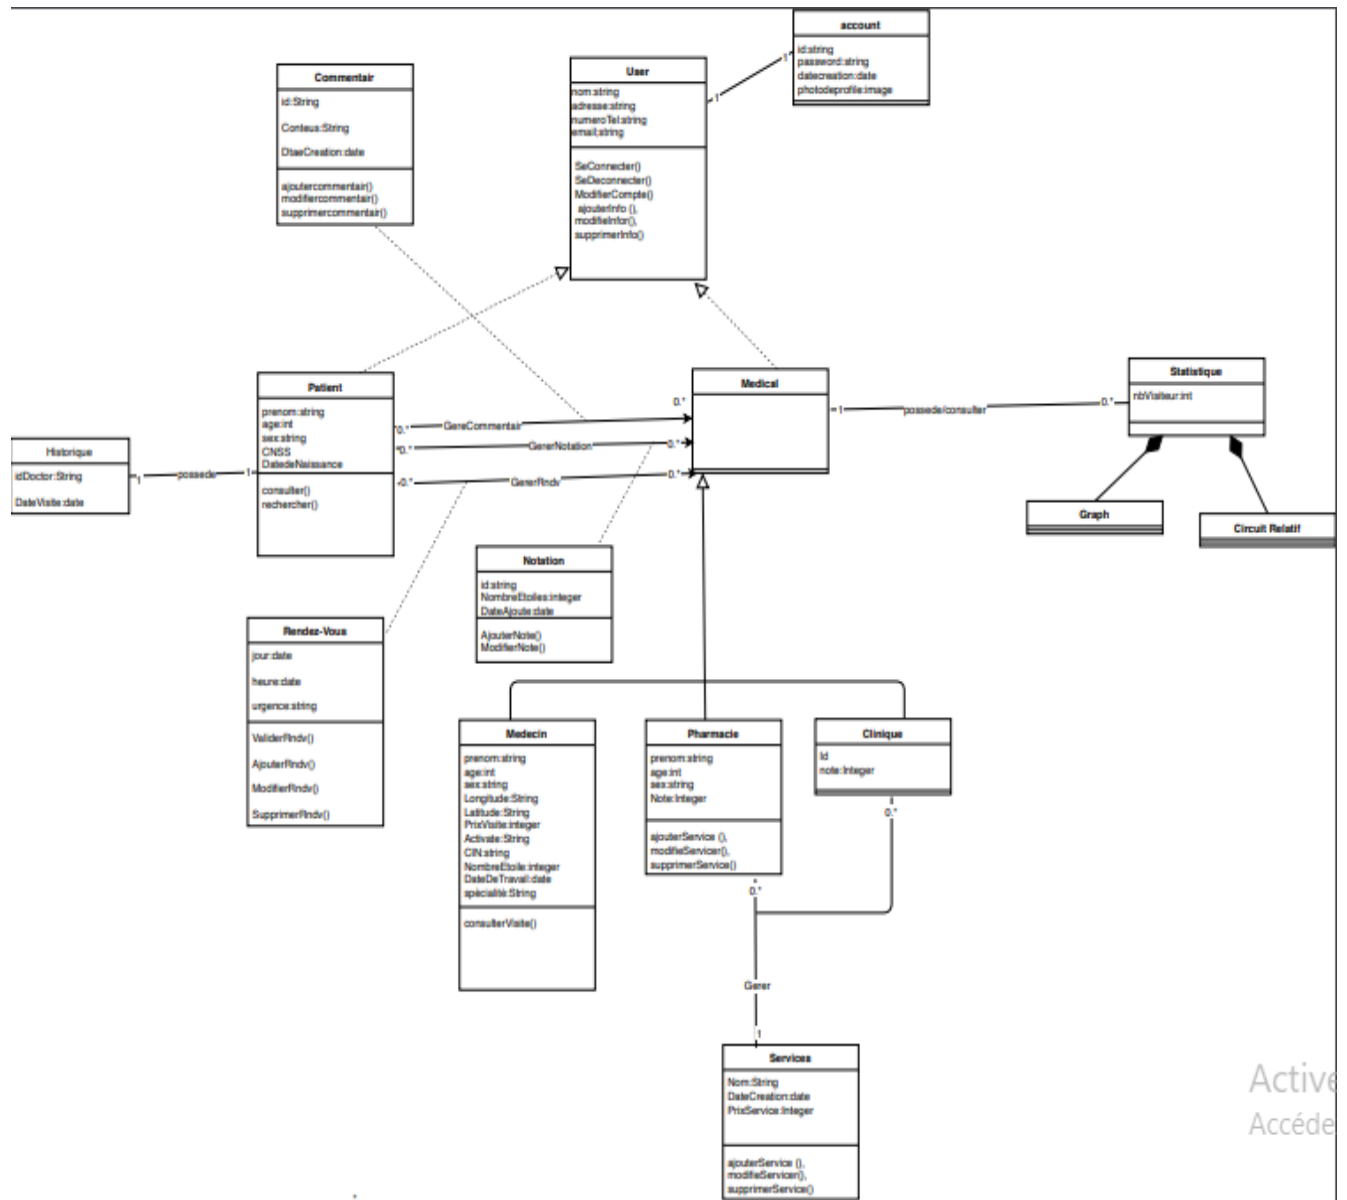 account
id:string
password:string
datecreation:date
photodeprofile:image
1
1
User
nom:string
adresse:string
numeroTel:string
email:string
SeConnecter()
SeDeconnecter()
ModifierCompte()
ajouterInfo (),
modifieInfor(),
supprimerInfo()
Commentair
id:String
Conteus:String
DtaeCreation:date
ajoutercommentair()
modifiercommentair()
supprimercommentair()
Patient
prenom:string
age:int
sex:string
CNSS
DatedeNaissance
consulter()
rechercher()
Historique
idDoctor:String
DateVisite:date
1
possede
1
0.*
GereCommentair
0.*
0.*
GererNotation
0.*
0.*
GererRndv
0.*
Medical
1
possede/consulter
0.*
Statistique
nbVisiteur:int
Graph
Circuit Relatif
Notation
id:string
NombreEtoiles:integer
DateAjoute:date
AjouterNote()
ModifierNote()
Rendez-Vous
jour:date
heure:date
urgence:string
ValiderRndv()
AjouterRndv()
ModifierRndv()
SupprimerRndv()
Medecin
prenom:string
age:int
sex:string
Longitude:String
Latitude:String
PrixVisite:integer
Activate:String
CIN:string
NombreEtoile:integer
DateDeTravail:date
spécialité:String
consulterVisite()
Pharmacie
prenom:string
age:int
sex:string
Note:Integer
ajouterService (),
modifieServicer(),
supprimerService()
Clinique
Id
note:Integer
0.*
0.*
Gerer
1
Services
Nom:String
DateCreation:date
PrixService:Integer
ajouterService (),
modifieServicer(),
supprimerService()
Active
Accéde